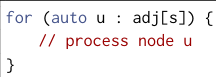 for (auto u : adj[s]) {
    // process node u
}